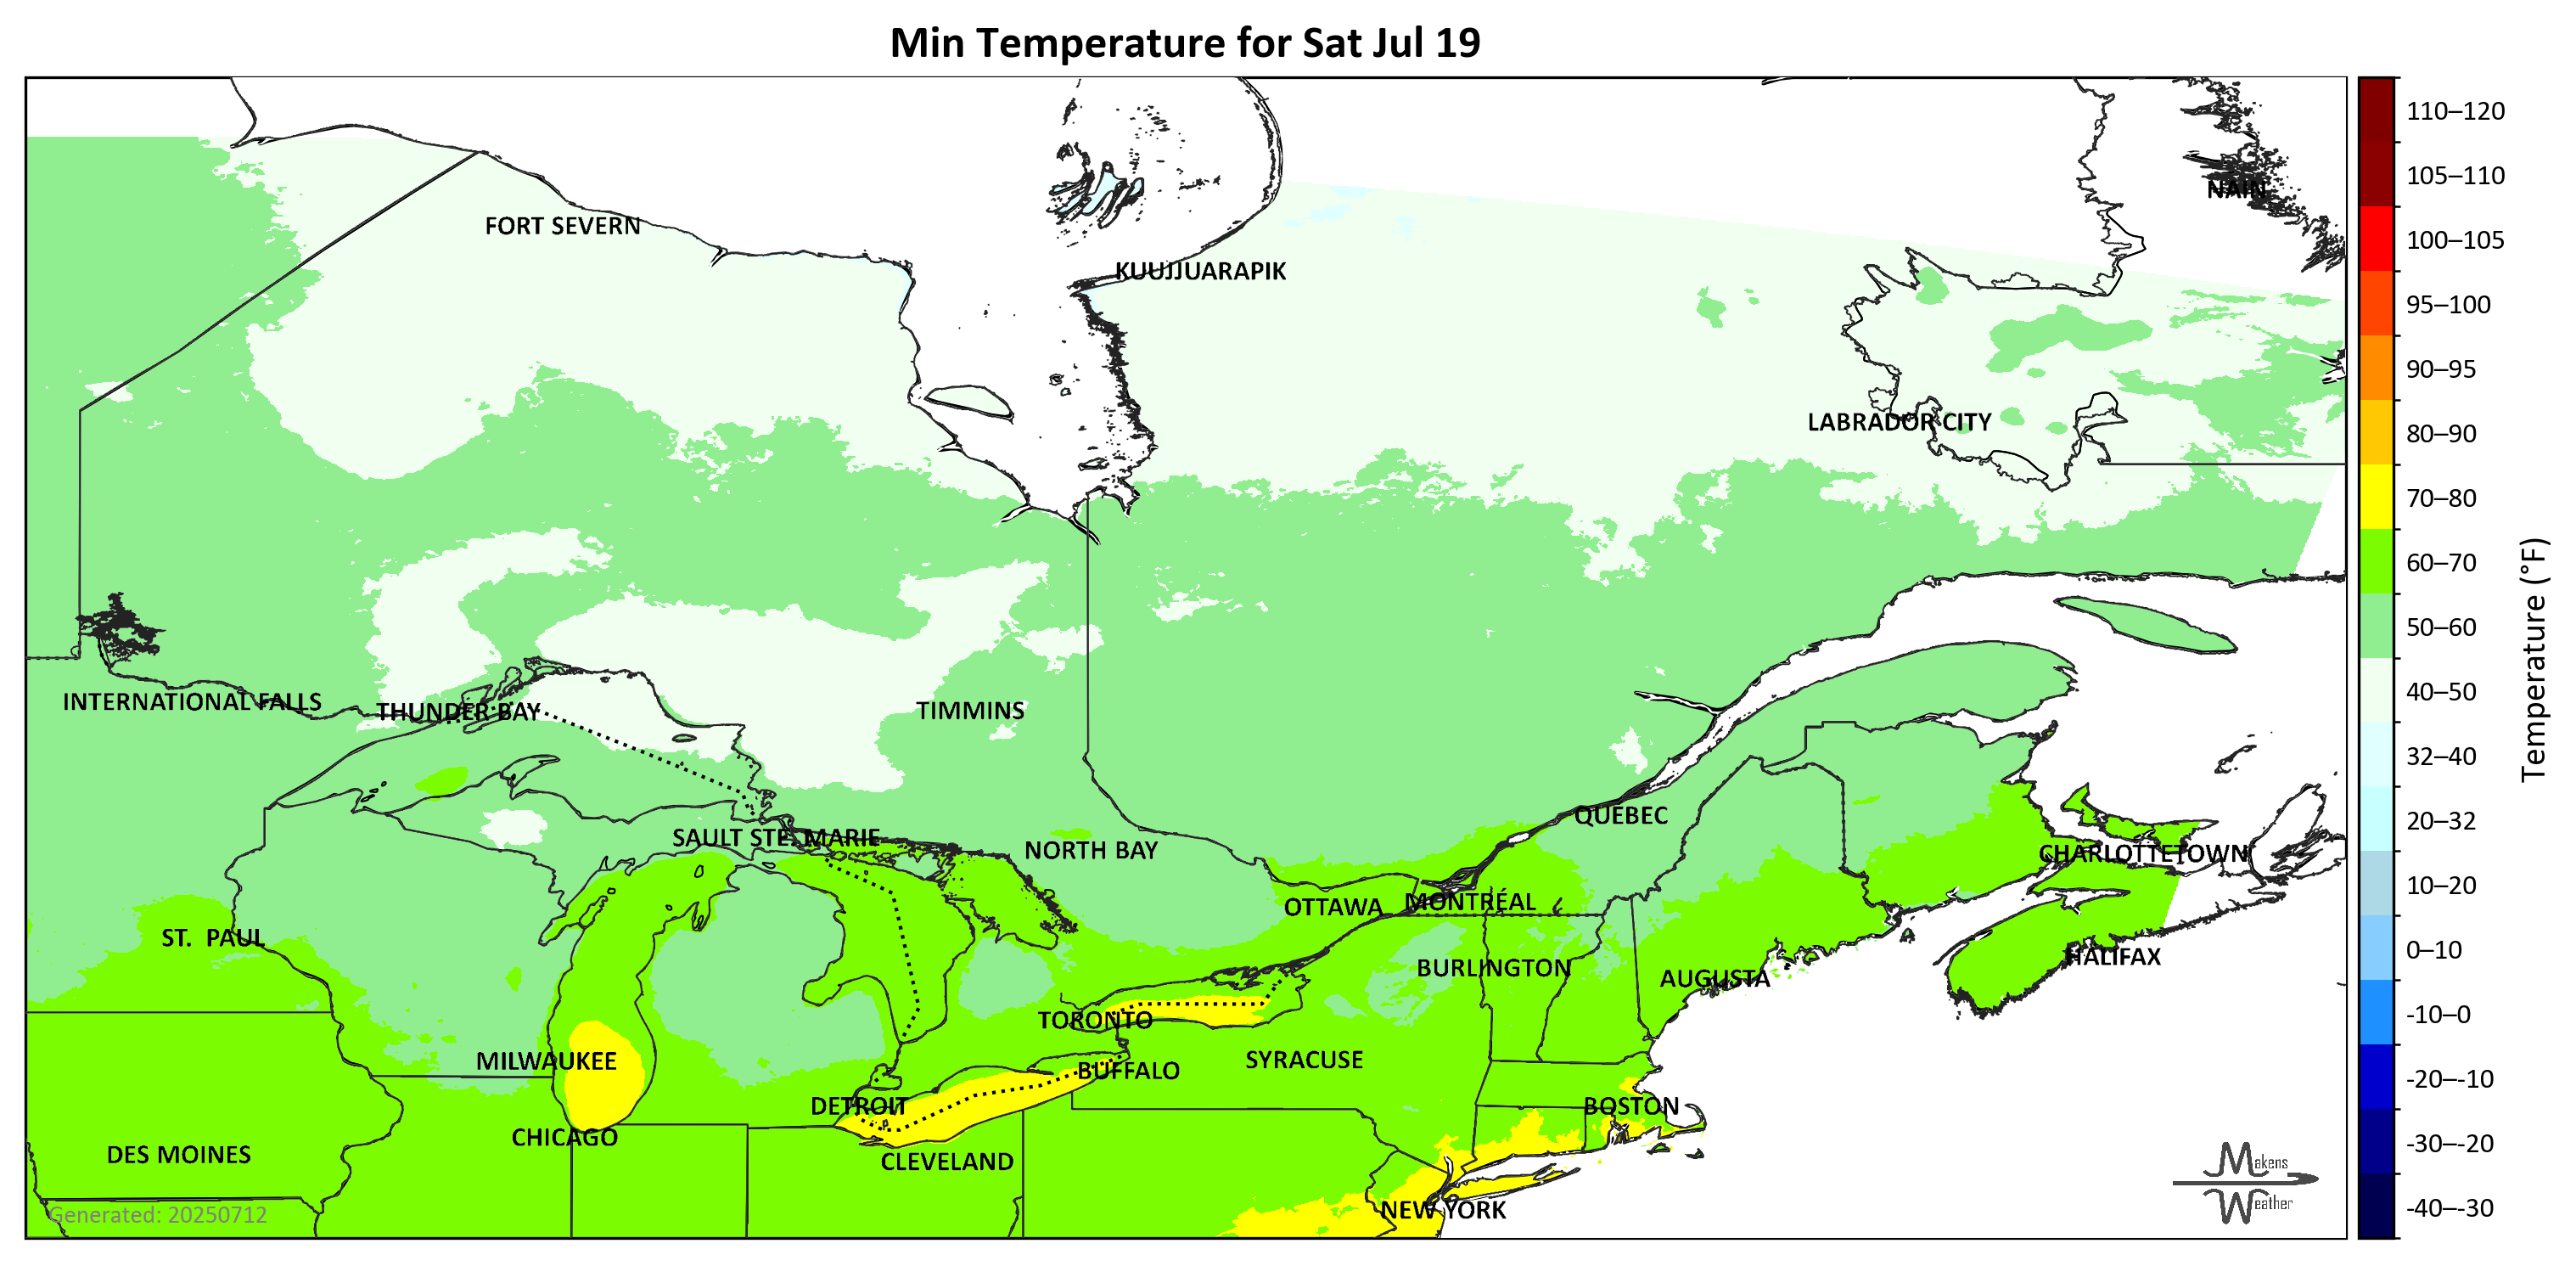 Min Temperature for Sat Jul 19
110–120
NAIN
105–110
FORT SEVERN
100–105
KUUJJUARAPIK
95–100
90–95
LABRADOR CITY
80–90
70–80
60–70
50–60
Temperature (°F)
INTERNATIONAL FALLS
THUNDER BAY
TIMMINS
40–50
32–40
QUEBEC
20–32
SAULT STE. MARIE
NORTH BAY
CHARLOTTETOWN
10–20
OTTAWA
MONTRÉAL
ST. PAUL
0–10
HALIFAX
BURLINGTON
AUGUSTA
TORONTO
-10–0
MILWAUKEE
SYRACUSE
BUFFALO
-20–-10
DETROIT
BOSTON
CHICAGO
-30–-20
DES MOINES
CLEVELAND
Makens
Weather
NEW YORK
-40–-30
Generated: 20250712